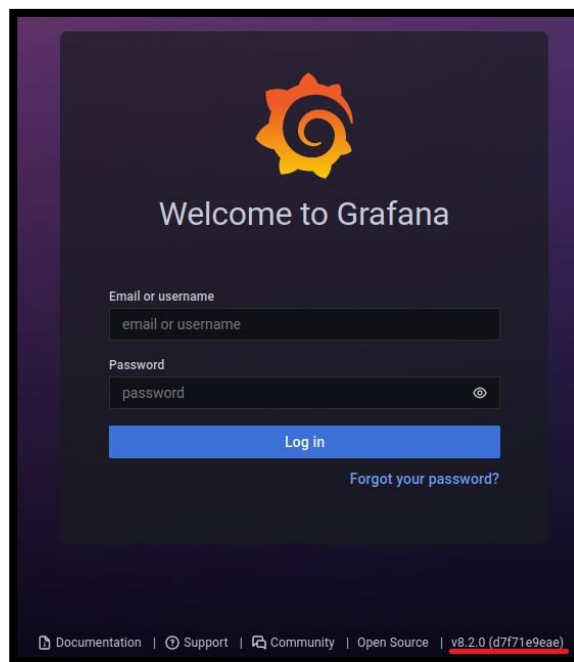 Welcome to Grafana
Email or username
email or username
Password
password
Log in
Forgot your password?
Documentation | Support | Community | Open Source | v8.2.0 (d7f71e9eae)